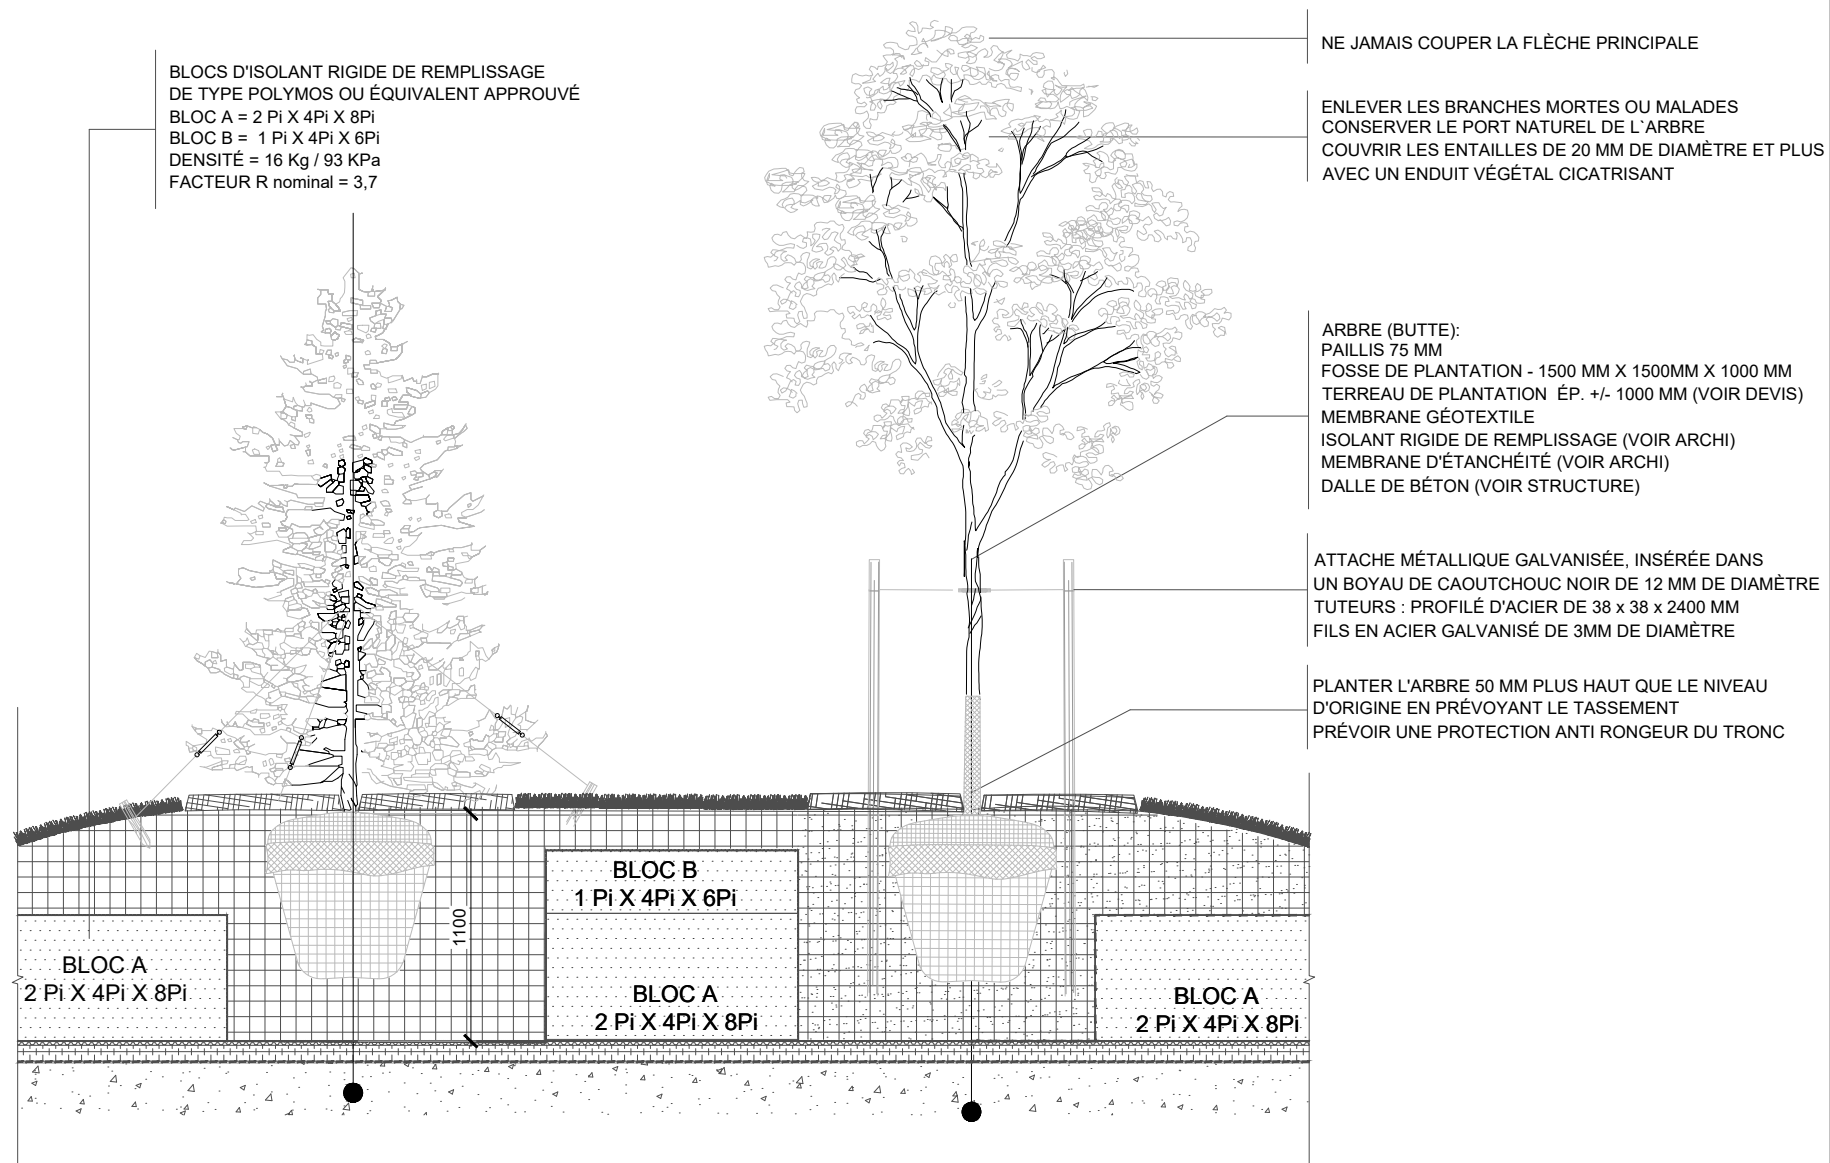 BLOCS D'ISOLANT RIGIDE DE REMPLISSAGE
DE TYPE POLYMOS OU ÉQUIVALENT APPROUVÉ
BLOC A = 2 Pi X 4Pi X 8Pi
BLOC B = 1 Pi X 4Pi X 6Pi
DENSITÉ = 16 Kg / 93 KPa
FACTEUR R nominal = 3,7
NE JAMAIS COUPER LA FLÈCHE PRINCIPALE
ENLEVER LES BRANCHES MORTES OU MALADES
CONSERVER LE PORT NATUREL DE L`ARBRE
COUVRIR LES ENTAILLES DE 20 MM DE DIAMÈTRE ET PLUS
AVEC UN ENDUIT VÉGÉTAL CICATRISANT
ARBRE (BUTTE):
PAILLIS 75 MM
FOSSE DE PLANTATION - 1500 MM X 1500MM X 1000 MM
TERREAU DE PLANTATION ÉP. +/- 1000 MM (VOIR DEVIS)
MEMBRANE GÉOTEXTILE
ISOLANT RIGIDE DE REMPLISSAGE (VOIR ARCHI)
MEMBRANE D'ÉTANCHÉITÉ (VOIR ARCHI)
DALLE DE BÉTON (VOIR STRUCTURE)
ATTACHE MÉTALLIQUE GALVANISÉE, INSÉRÉE DANS
UN BOYAU DE CAOUTCHOUC NOIR DE 12 MM DE DIAMÈTRE
TUTEURS : PROFILÉ D'ACIER DE 38 x 38 x 2400 MM
FILS EN ACIER GALVANISÉ DE 3MM DE DIAMÈTRE
PLANTER L'ARBRE 50 MM PLUS HAUT QUE LE NIVEAU
D'ORIGINE EN PRÉVOYANT LE TASSEMENT
PRÉVOIR UNE PROTECTION ANTI RONGEUR DU TRONC
BLOC A
2 Pi X 4Pi X 8Pi
1100
BLOC B
1 Pi X 4Pi X 6Pi
BLOC A
2 Pi X 4Pi X 8Pi
BLOC A
2 Pi X 4Pi X 8Pi